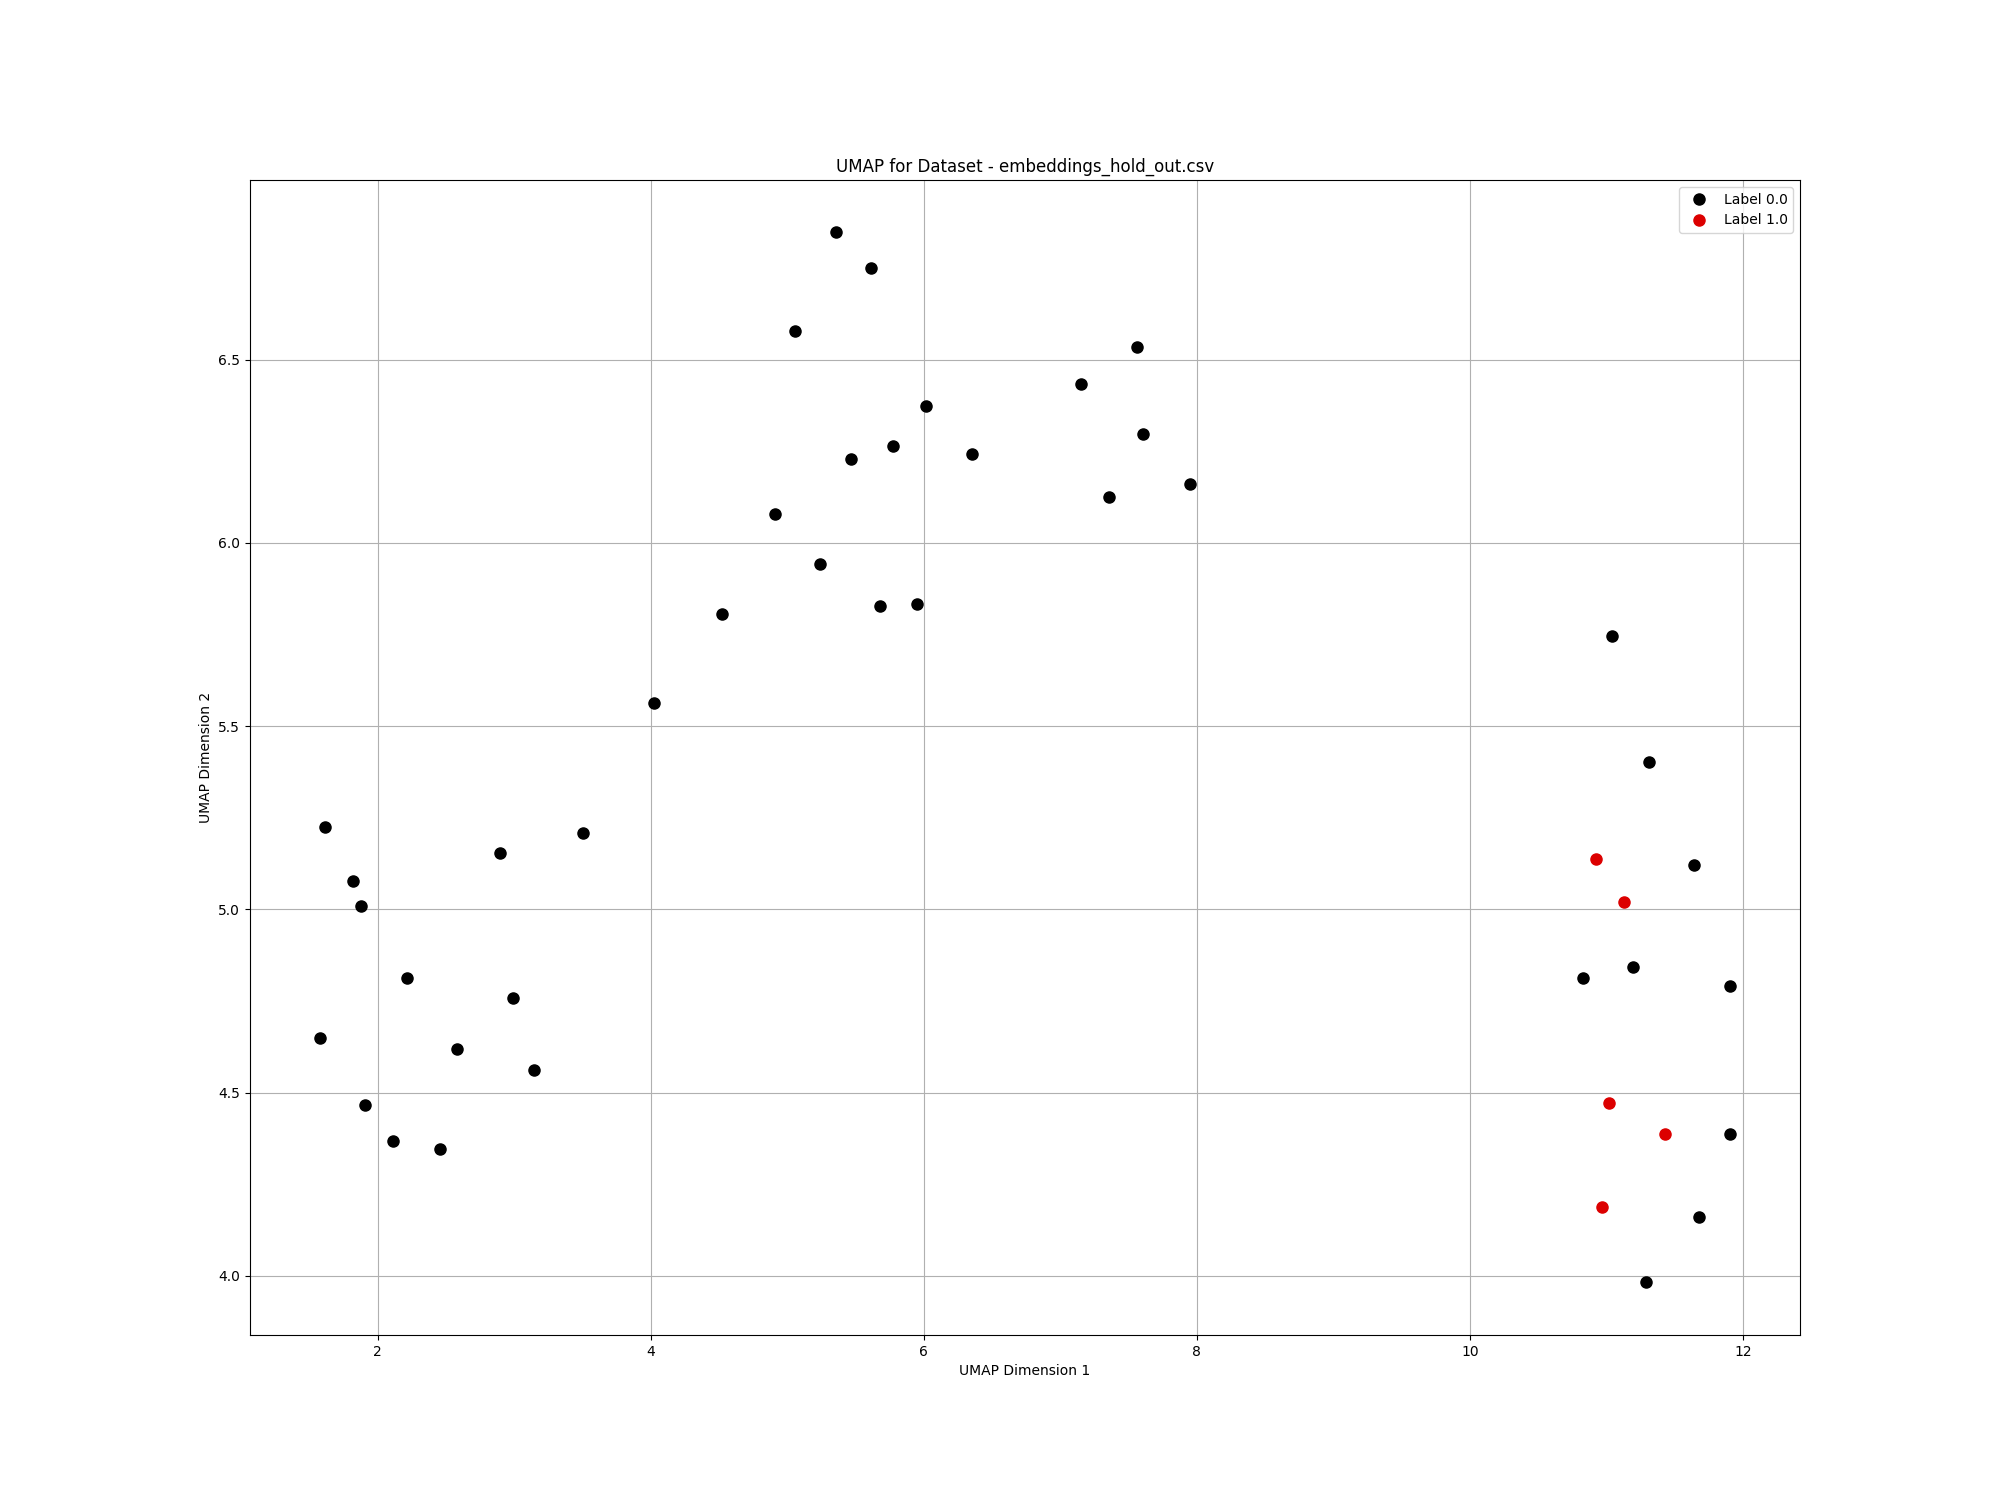 UMAP for Dataset - embeddings_hold_out.csv
Label 0.0
Label 1.0
UMAP Dimension 2
6.5
6.0
5.5
5.0
4.5
4.0
2 4 6 8 10 12
UMAP Dimension 1